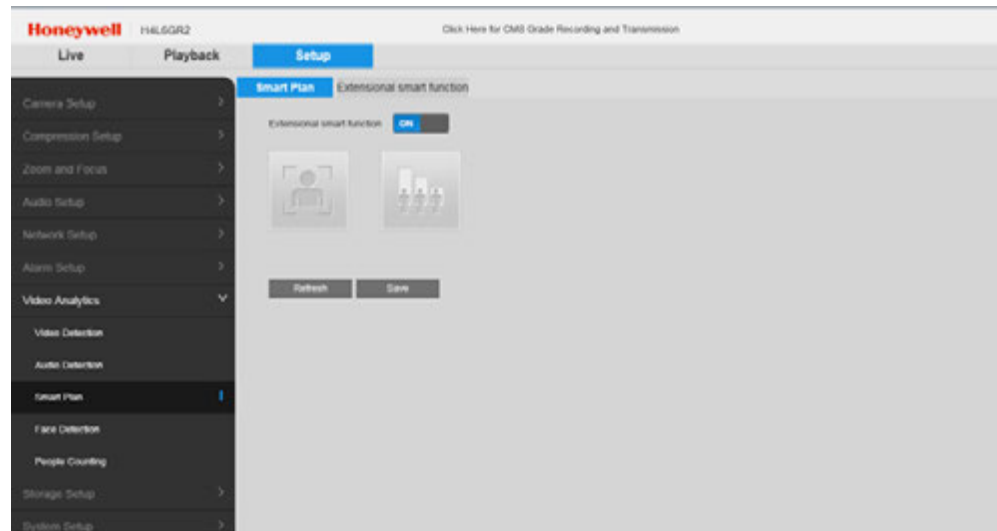 Honeywell H4L6GR2 Click Here for CMS Grade Recording and Transmission
Live Playback Setup
Smart Plan Extensional smart function
Camera Setup
Extensional smart function ON
Compression Setup
Zoom and Focus
Audio Setup
Network Setup
Alarm Setup
Refresh Save
Video Analytics
Video Detection
Audio Detection
Smart Plan
Face Detection
People Counting
Storage Setup
System Setup